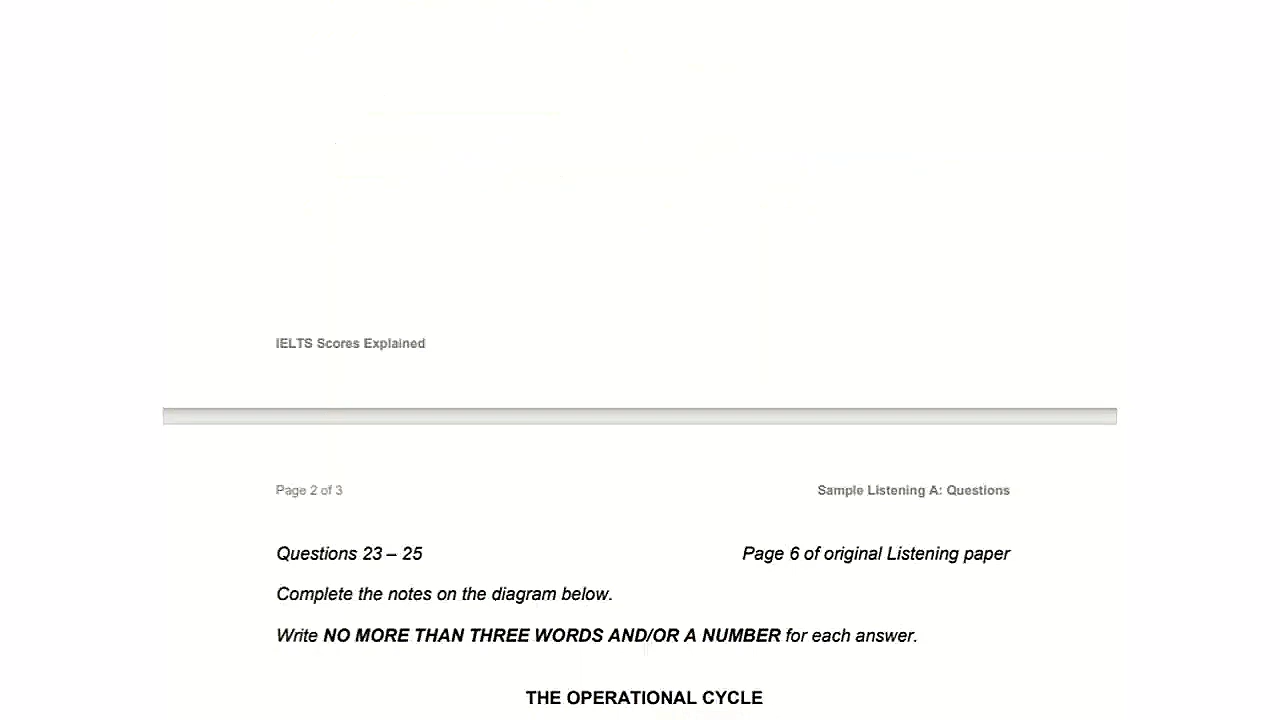 IELTS Scores Explained
Page 2 of 3 Sample Listening A: Questions
Questions 23 – 25 Page 6 of original Listening paper
Complete the notes on the diagram below.
Write NO MORE THAN THREE WORDS AND/OR A NUMBER for each answer.
THE OPERATIONAL CYCLE